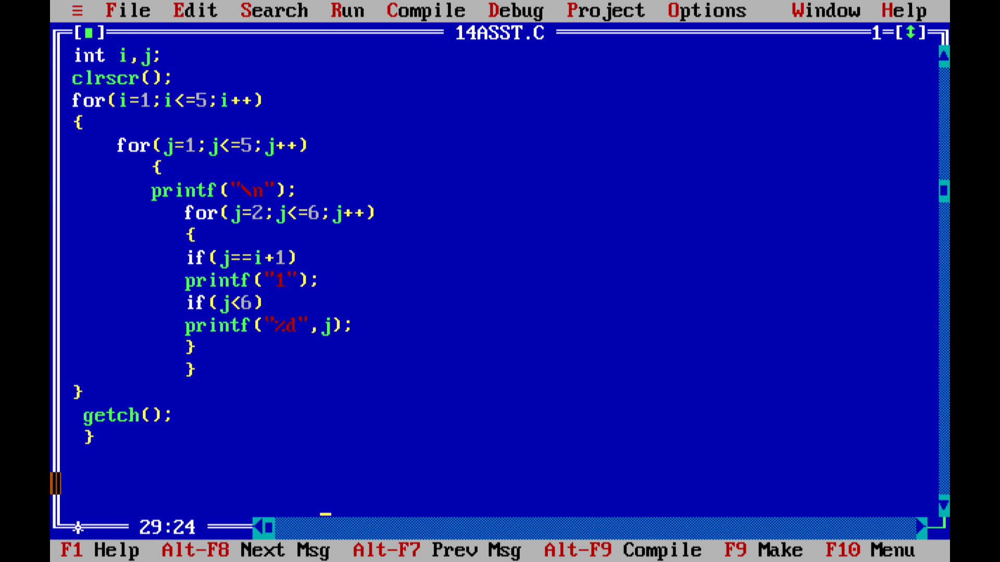 ≡ File Edit Search Run Compile Debug Project Options Window Help
[■] 14ASST.C 1=[↕]
int i,j;
clrscr();
for(i=1;i<=5;i++)
{
for(j=1;j<=5;j++)
{
printf("\n");
for(j=2;j<=6;j++)
{
if(j==i+1)
printf("1");
if(j<6)
printf("%d",j);
}
}
}
getch();
}
29:24
F1 Help Alt-F8 Next Msg Alt-F7 Prev Msg Alt-F9 Compile F9 Make F10 Menu